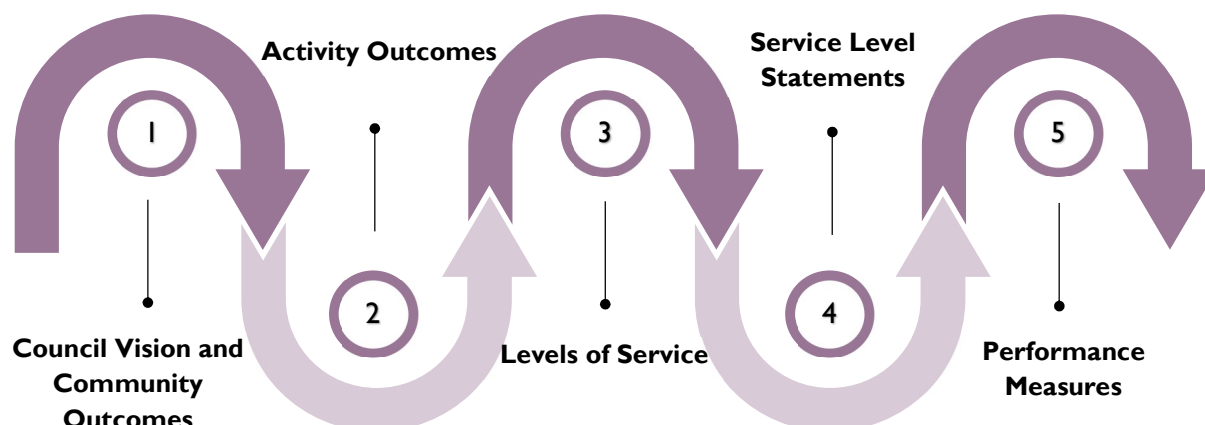 1
Council Vision and
Community
Outcomes
Activity Outcomes
2
3
Levels of Service
Service Level
Statements
4
5
Performance
Measures